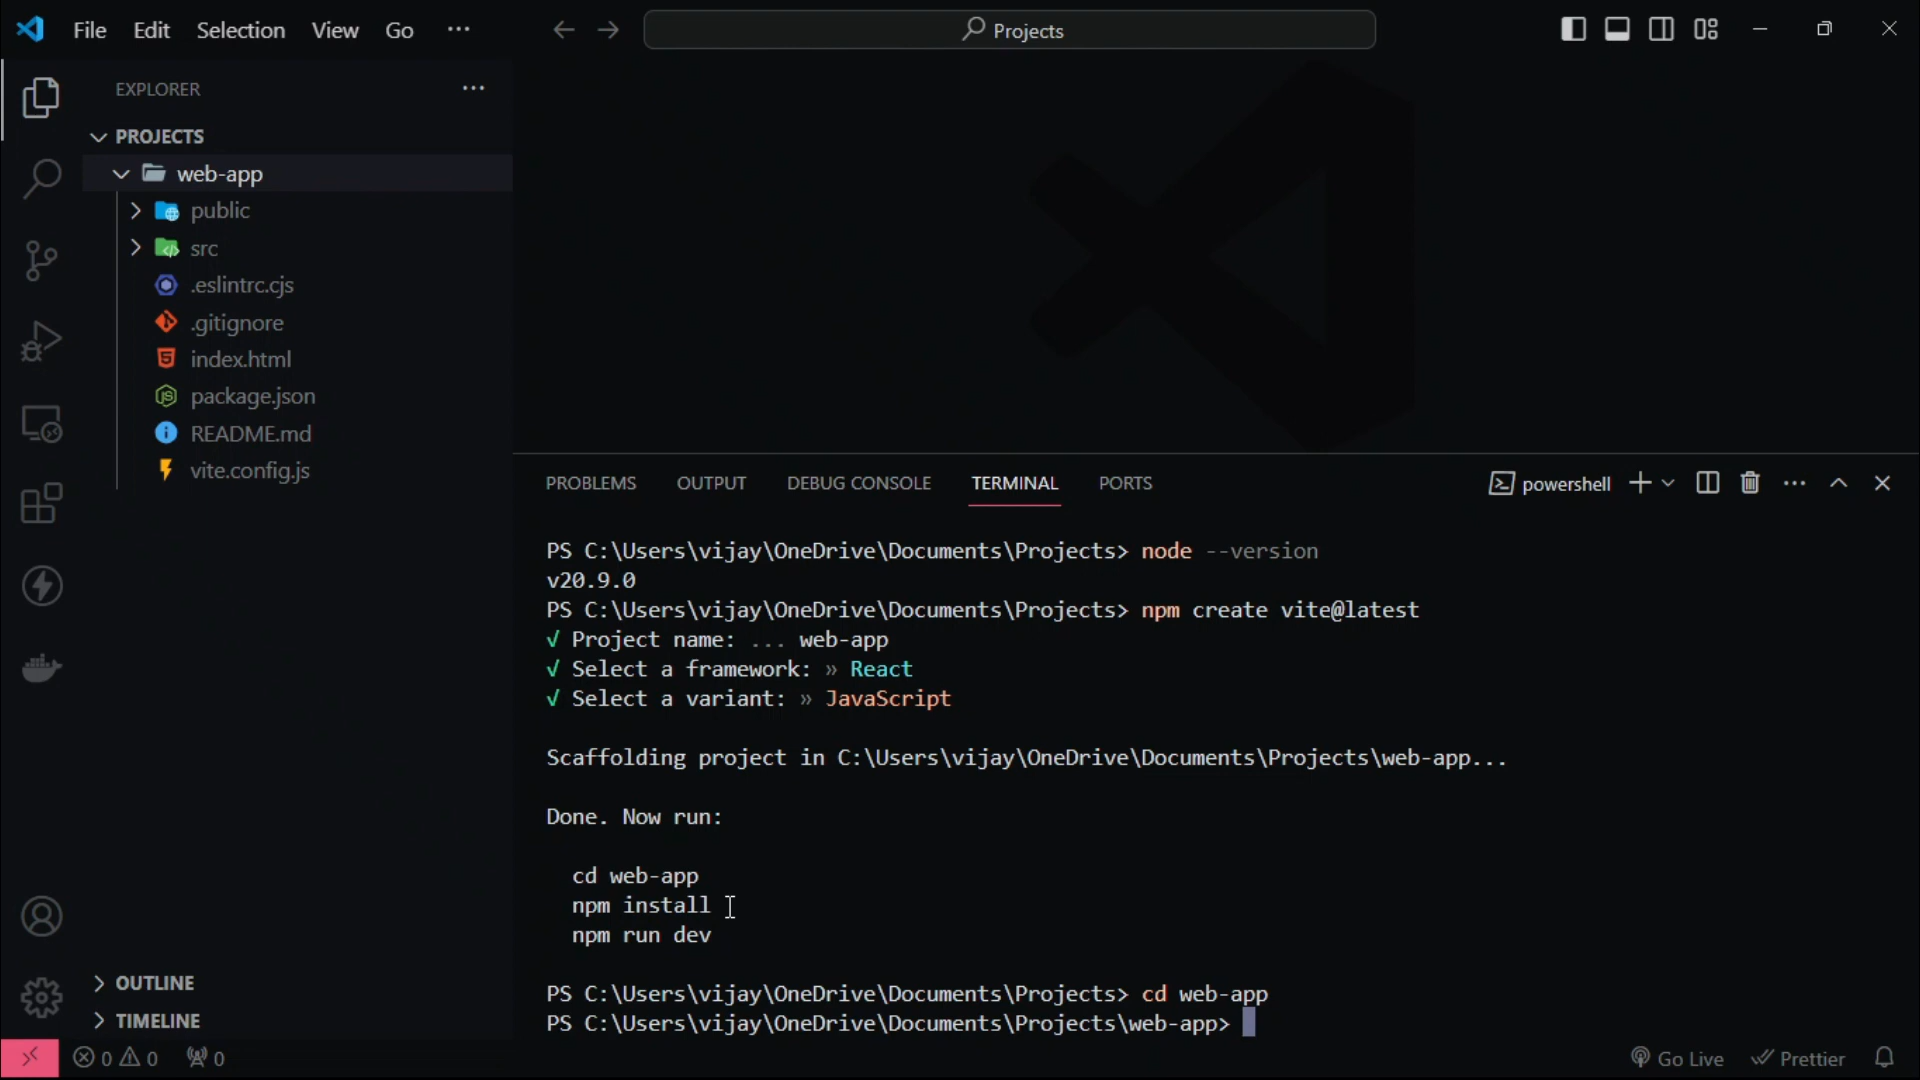 File Edit Selection View Go ···
Projects
EXPLORER ···
PROJECTS
web-app
public
src
.eslintrc.cjs
.gitignore
index.html
package.json
README.md
vite.config.js
OUTLINE
TIMELINE
PROBLEMS OUTPUT DEBUG CONSOLE TERMINAL PORTS powershell ···
PS C:\Users\vijay\OneDrive\Documents\Projects> node --version
v20.9.0
PS C:\Users\vijay\OneDrive\Documents\Projects> npm create vite@latest
√ Project name: ... web-app
√ Select a framework: » React
√ Select a variant: » JavaScript
Scaffolding project in C:\Users\vijay\OneDrive\Documents\Projects\web-app...
Done. Now run:
cd web-app
npm install
npm run dev
PS C:\Users\vijay\OneDrive\Documents\Projects> cd web-app
PS C:\Users\vijay\OneDrive\Documents\Projects\web-app>
0 0 0 Go Live Prettier